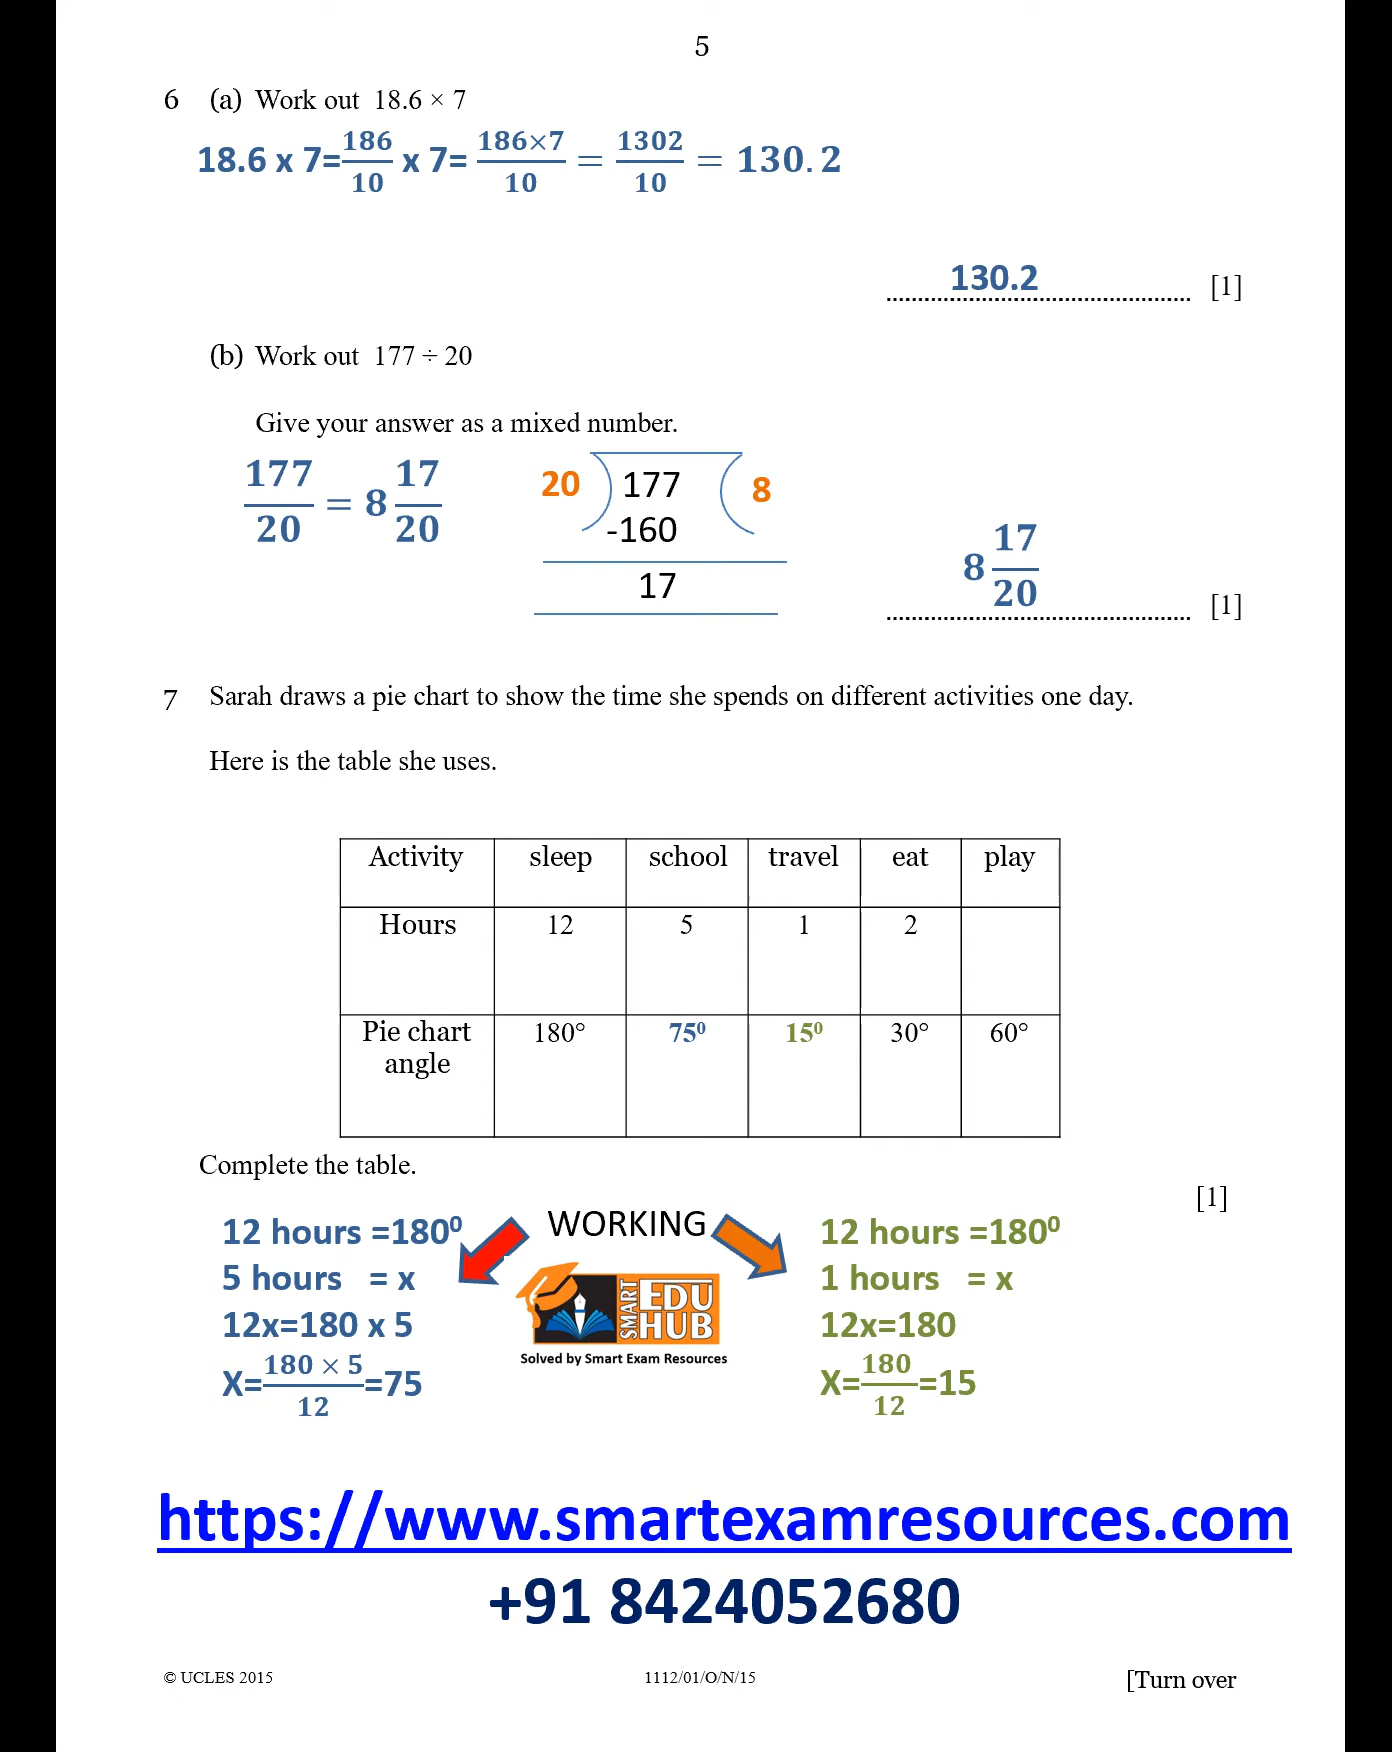 5
6 (a) Work out 18.6 × 7
18.6 x 7=186/10 x 7= 186×7/10 = 1302/10 = 130.2
130.2 [1]
(b) Work out 177 ÷ 20
Give your answer as a mixed number.
177/20 = 8 17/20
20 177 8
-160
17
8 17/20 [1]
7 Sarah draws a pie chart to show the time she spends on different activities one day.
Here is the table she uses.
Activity sleep school travel eat play
Hours 12 5 1 2
Pie chart angle 180° 75⁰ 15⁰ 30° 60°
Complete the table.
[1]
WORKING
12 hours =180⁰
5 hours = x
12x=180 x 5
X=180 × 5/12=75
SMART EDU HUB
Solved by Smart Exam Resources
12 hours =180⁰
1 hours = x
12x=180
X=180/12=15
https://www.smartexamresources.com
+91 8424052680
© UCLES 2015 1112/01/O/N/15 [Turn over